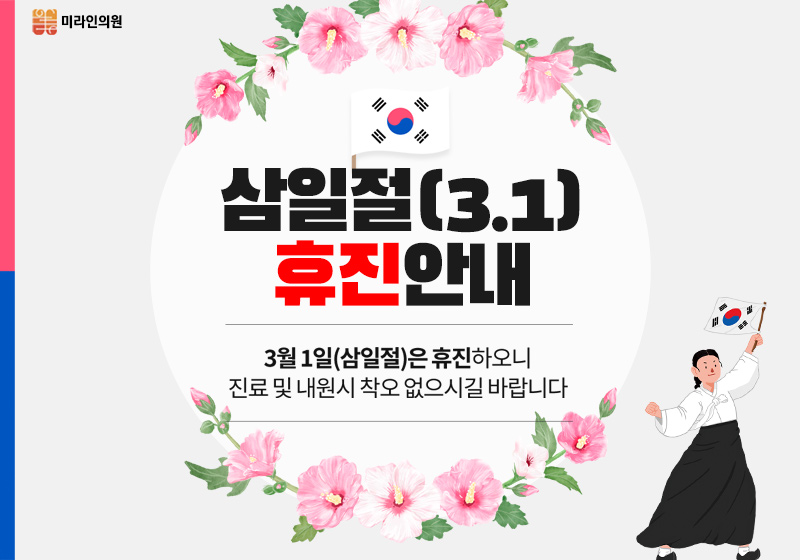 미라인의원
삼일절(3.1)
휴진안내
3월 1일(삼일절)은 휴진하오니
진료 및 내원시 착오 없으시길 바랍니다